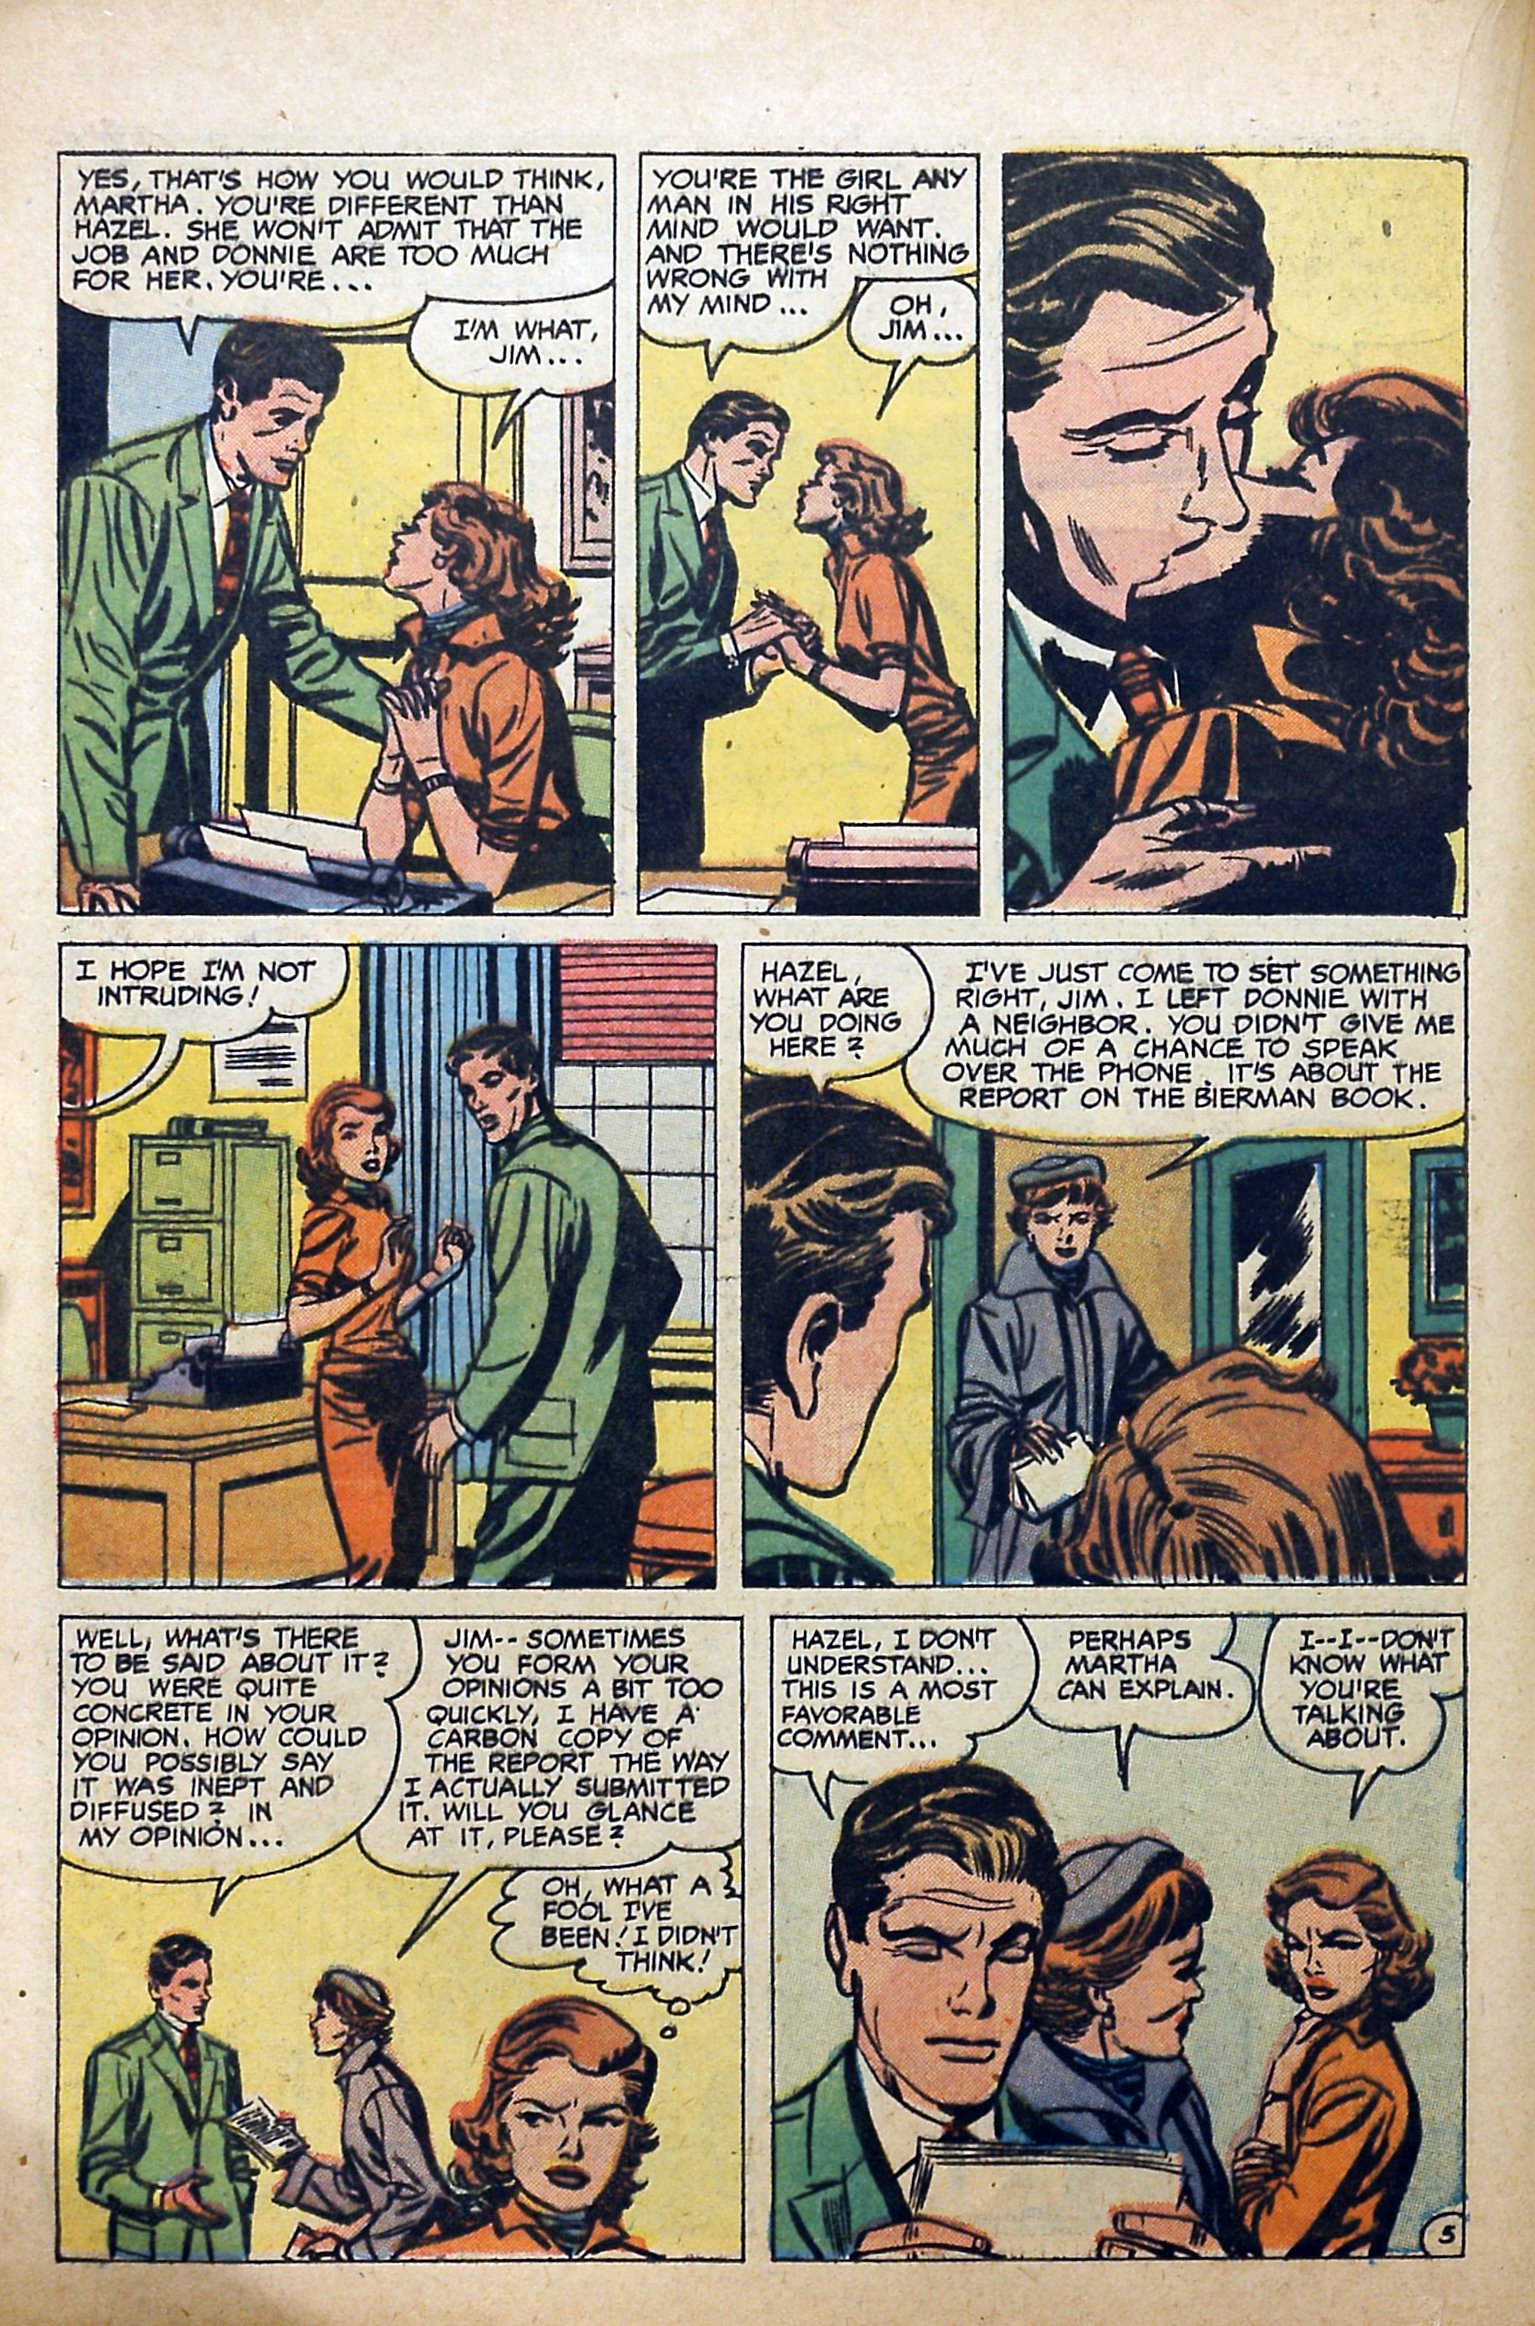 YES, THAT'S HOW YOU WOULD THINK,
MARTHA. YOU'RE DIFFERENT THAN
HAZEL. SHE WON'T ADMIT THAT THE
JOB AND DONNIE ARE TOO MUCH
FOR HER. YOU'RE...
I'M WHAT,
JIM...
YOU'RE THE GIRL ANY
MAN IN HIS RIGHT
MIND WOULD WANT.
AND THERE'S NOTHING
WRONG WITH
MY MIND...
OH,
JIM...
I HOPE I'M NOT
INTRUDING!
HAZEL,
WHAT ARE
YOU DOING
HERE?
I'VE JUST COME TO SET SOMETHING
RIGHT, JIM. I LEFT DONNIE WITH
A NEIGHBOR. YOU DIDN'T GIVE ME
MUCH OF A CHANCE TO SPEAK
OVER THE PHONE. IT'S ABOUT THE
REPORT ON THE BIERMAN BOOK.
WELL, WHAT'S THERE
TO BE SAID ABOUT IT?
YOU WERE QUITE
CONCRETE IN YOUR
OPINION. HOW COULD
YOU POSSIBLY SAY
IT WAS INEPT AND
DIFFUSED? IN
MY OPINION...
JIM-- SOMETIMES
YOU FORM YOUR
OPINIONS A BIT TOO
QUICKLY, I HAVE A
CARBON COPY OF
THE REPORT THE WAY
I ACTUALLY SUBMITTED
IT. WILL YOU GLANCE
AT IT, PLEASE?
OH, WHAT A
FOOL I'VE
BEEN! I DIDN'T
THINK!
HAZEL, I DON'T
UNDERSTAND...
THIS IS A MOST
FAVORABLE
COMMENT...
PERHAPS
MARTHA
CAN EXPLAIN.
I--I--DON'T
KNOW WHAT
YOU'RE
TALKING
ABOUT.
5